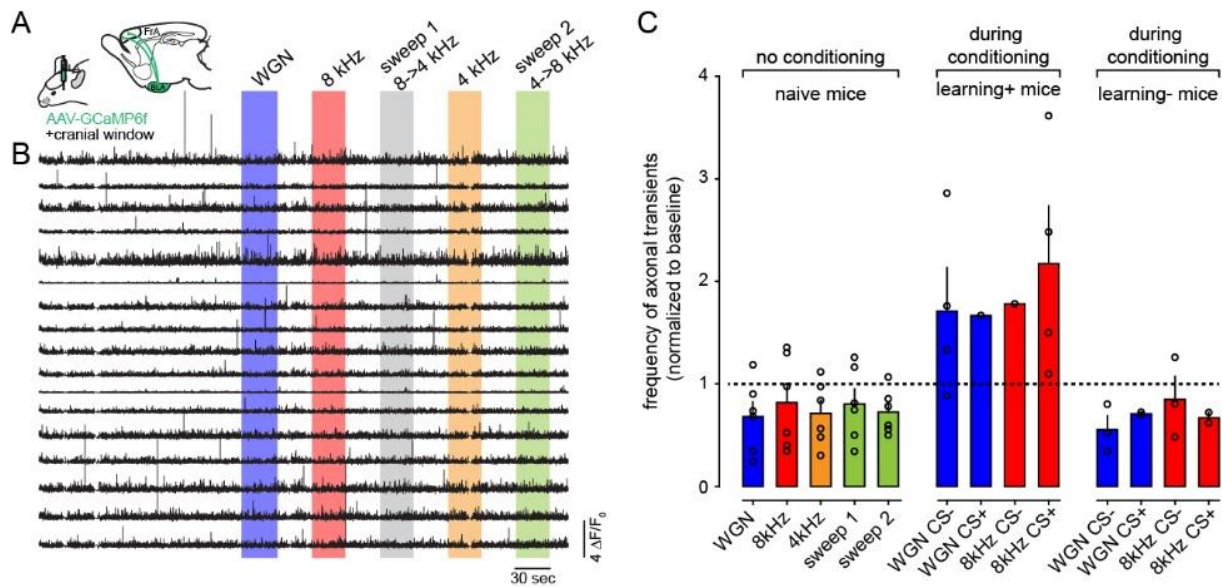 A
FrA
BLA
AAV-GCaMP6f
+cranial window
WGN
8 kHz
sweep 1
8->4 kHz
4 kHz
sweep 2
4->8 kHz
B
4 ΔF/F0
30 sec
C
no conditioning
naive mice
during
conditioning
learning+ mice
during
conditioning
learning- mice
frequency of axonal transients
(normalized to baseline)
4
3
2
1
0
WGN
8kHz
4kHz
sweep 1
sweep 2
WGN CS-
WGN CS+
8kHz CS-
8kHz CS+
WGN CS-
WGN CS+
8kHz CS-
8kHz CS+